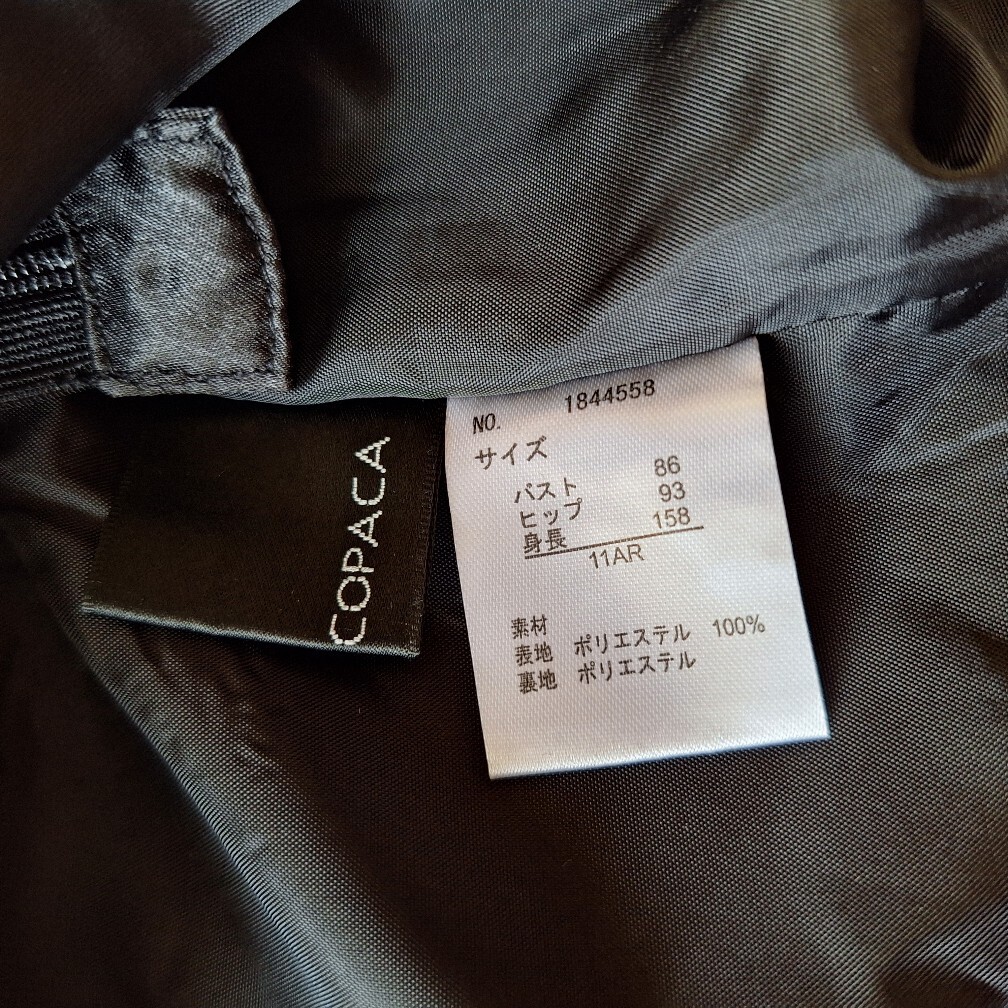 COPACA
NO. 1844558
サイズ
バスト 86
ヒップ 93
身長 158
11AR
素材
表地 ポリエステル 100%
裏地 ポリエステル